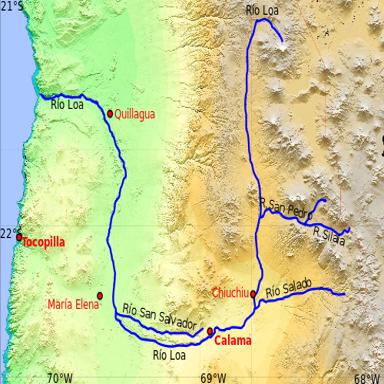 21°S
Río Loa
Río Loa
Quillagua
R. San Pedro
R. Silala
22°S
Tocopilla
Chiuchiu
Río Salado
María Elena
Río San Salvador
Calama
Río Loa
70°W
69°W
68°W